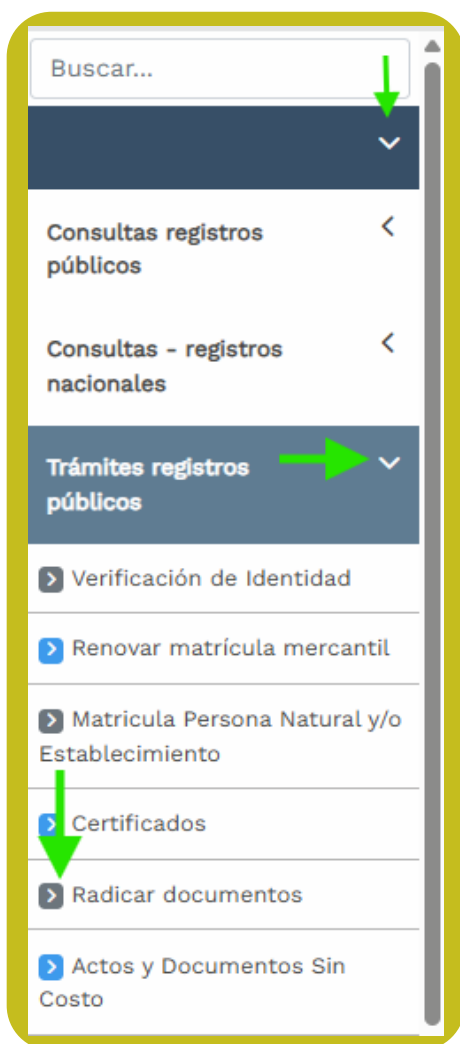 Buscar...
Consultas registros
públicos
Consultas - registros
nacionales
Trámites registros
públicos
Verificación de Identidad
Renovar matrícula mercantil
Matricula Persona Natural y/o
Establecimiento
Certificados
Radicar documentos
Actos y Documentos Sin
Costo